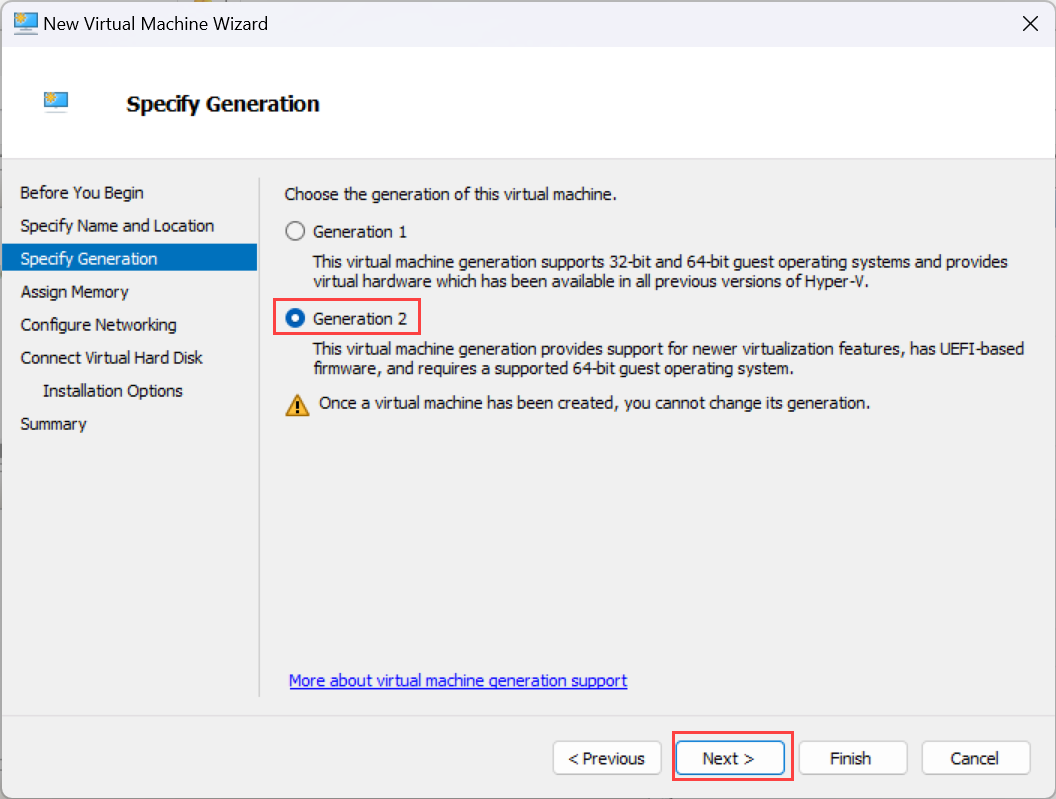 New Virtual Machine Wizard
Specify Generation
Before You Begin
Specify Name and Location
Specify Generation
Assign Memory
Configure Networking
Connect Virtual Hard Disk
Installation Options
Summary
Choose the generation of this virtual machine.
Generation 1
This virtual machine generation supports 32-bit and 64-bit guest operating systems and provides
virtual hardware which has been available in all previous versions of Hyper-V.
Generation 2
This virtual machine generation provides support for newer virtualization features, has UEFI-based
firmware, and requires a supported 64-bit guest operating system.
Once a virtual machine has been created, you cannot change its generation.
More about virtual machine generation support
< Previous
Next >
Finish
Cancel